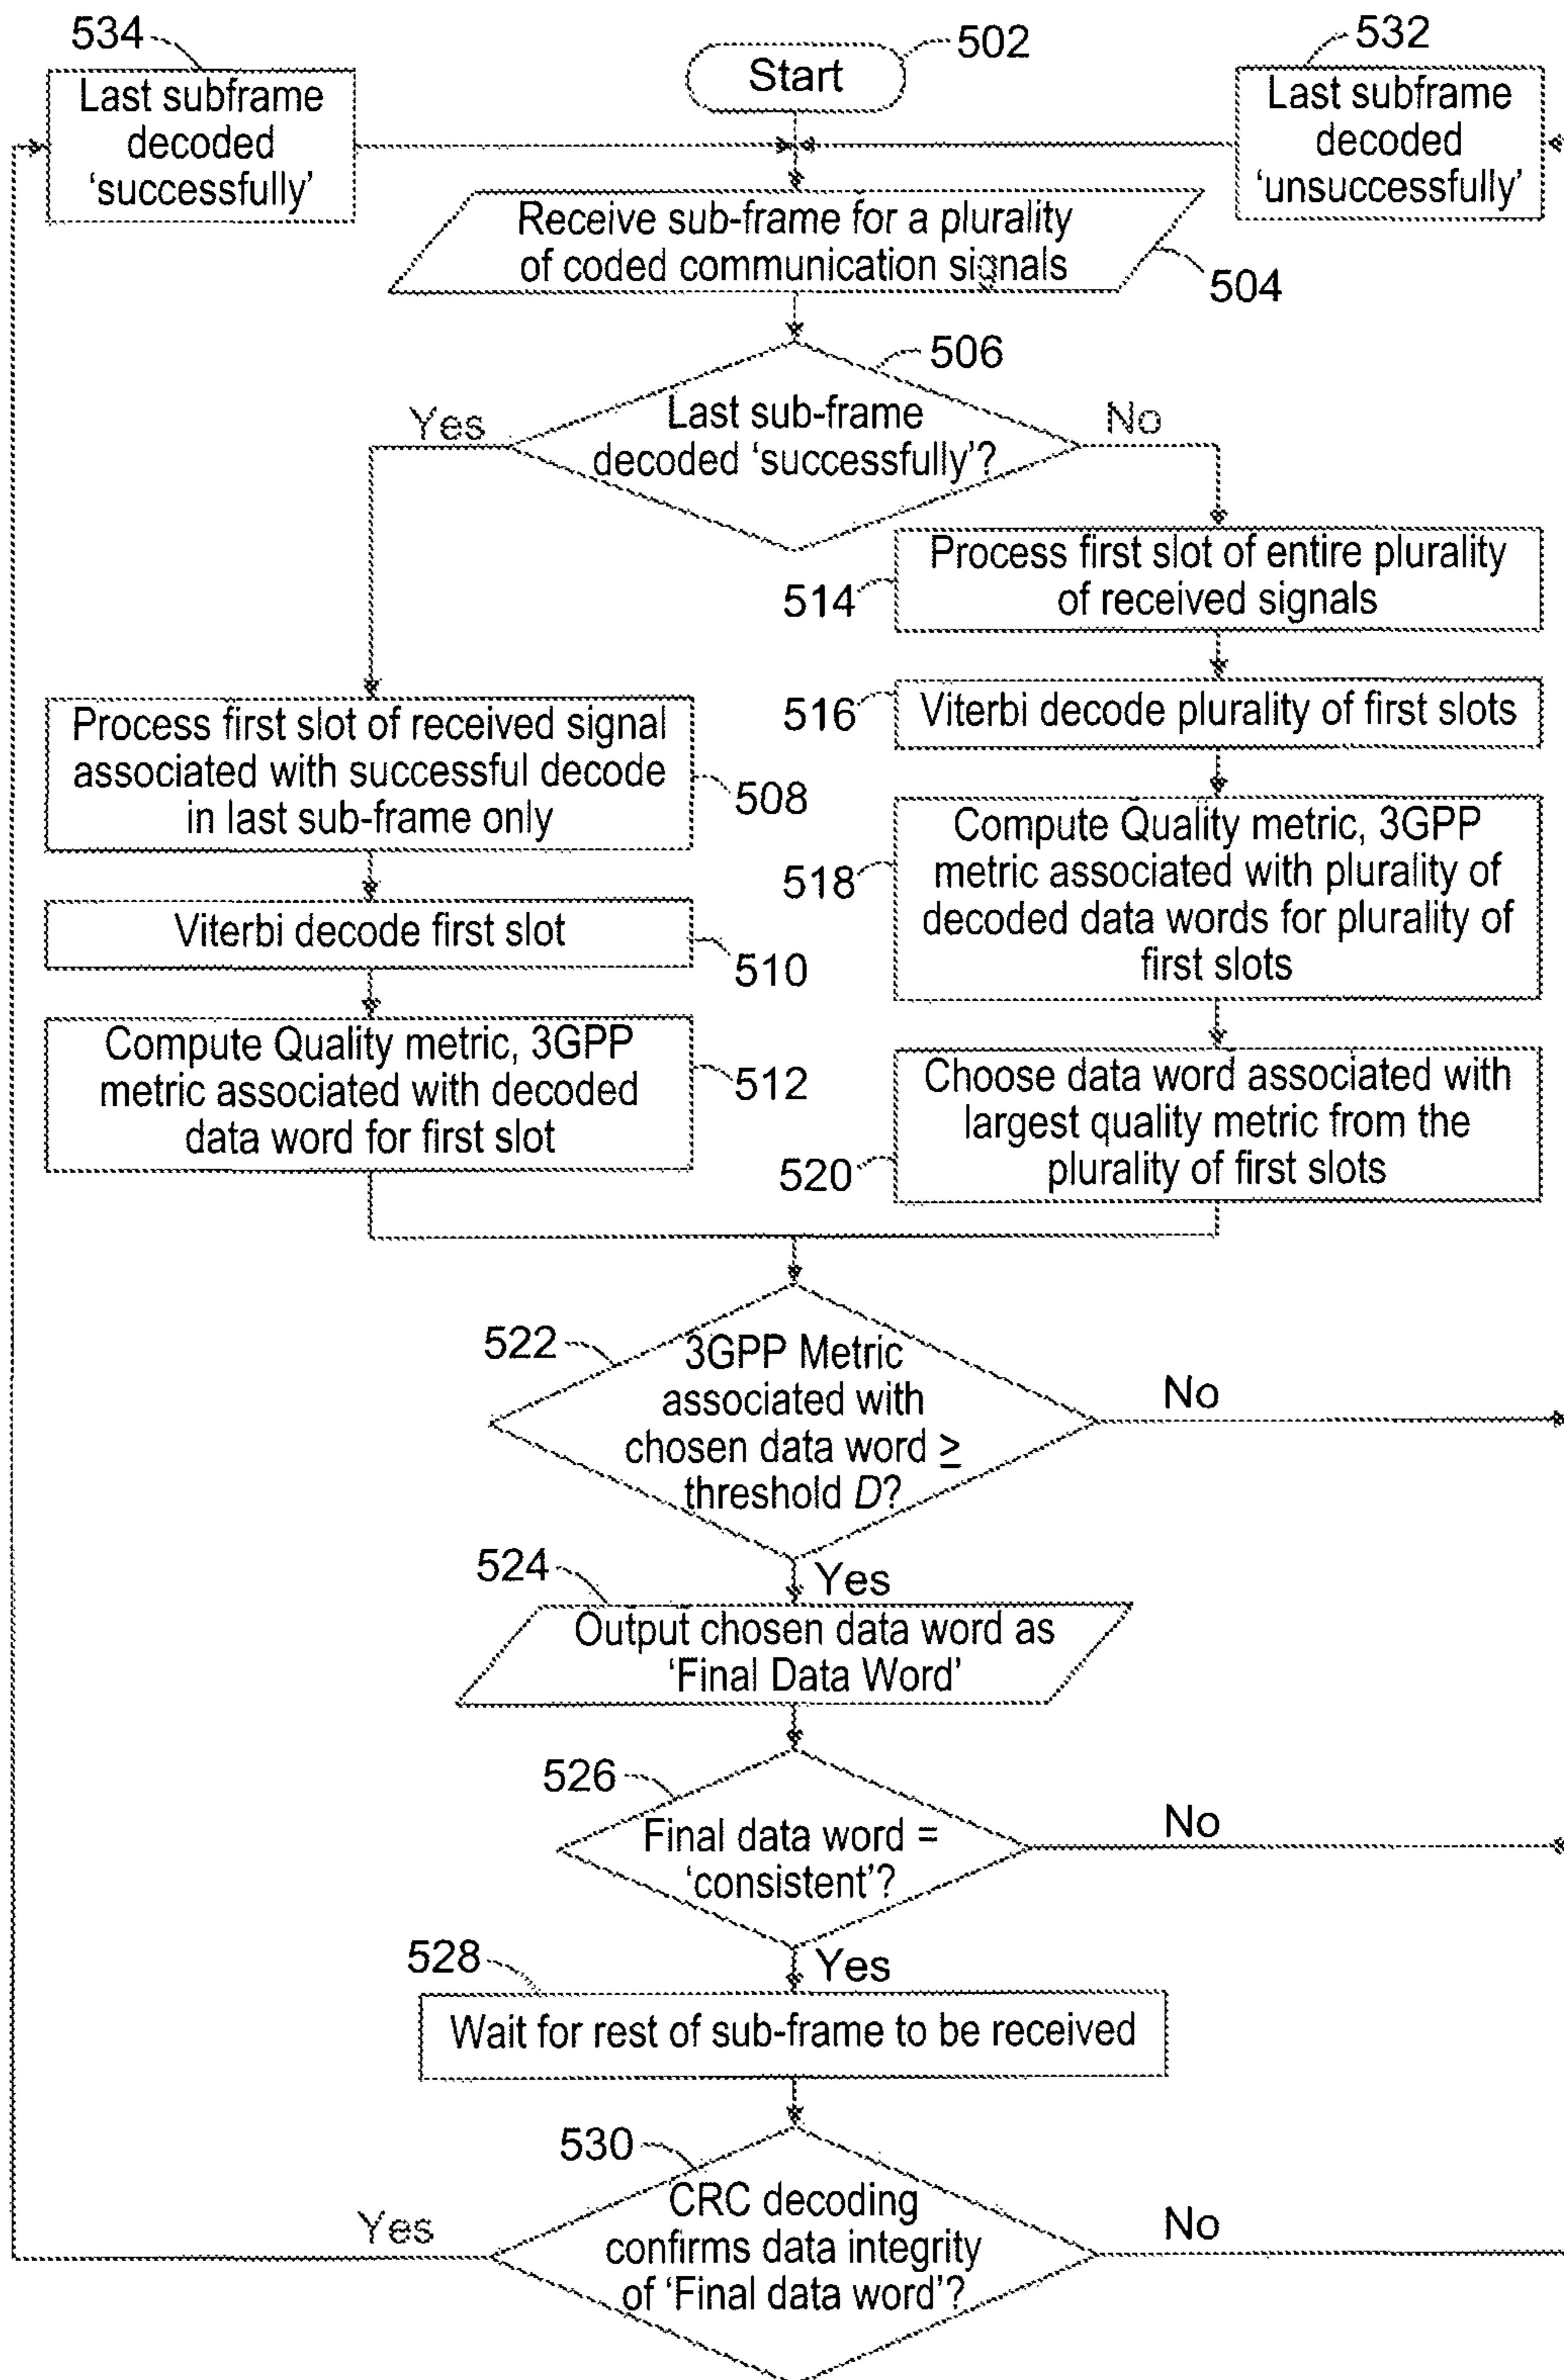 534
502
532
Last subframe
decoded
‘successfully’
Start
Last subframe
decoded
‘unsuccessfully’
Receive sub-frame for a plurality
of coded communication signals
504
506
Yes
Last sub-frame
decoded ‘successfully’?
No
514
Process first slot of entire plurality
of received signals
516
Viterbi decode plurality of first slots
Process first slot of received signal
associated with successful decode
in last sub-frame only
508
Viterbi decode first slot
510
518
Compute Quality metric, 3GPP
metric associated with plurality of
decoded data words for plurality of
first slots
Compute Quality metric, 3GPP
metric associated with decoded
data word for first slot
512
520
Choose data word associated with
largest quality metric from the
plurality of first slots
522
3GPP Metric
associated with
chosen data word ≥
threshold D?
No
524
Yes
Output chosen data word as
‘Final Data Word’
526
Final data word =
‘consistent’?
No
528
Yes
Wait for rest of sub-frame to be received
530
Yes
CRC decoding
confirms data integrity
of ‘Final data word’?
No